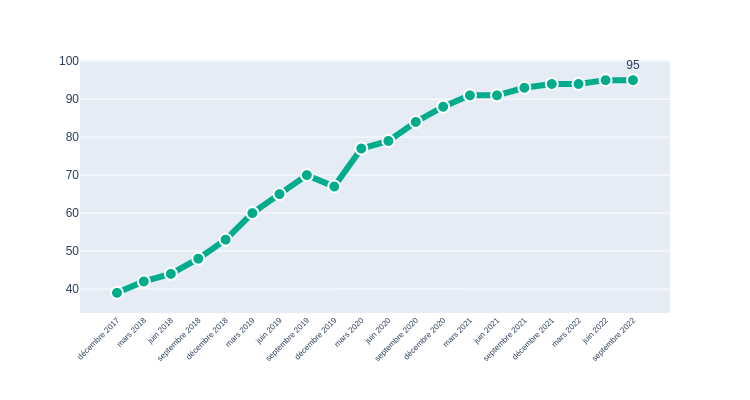 100
95
90
80
70
60
50
40
décembre 2017
mars 2018
juin 2018
septembre 2018
décembre 2018
mars 2019
juin 2019
septembre 2019
décembre 2019
mars 2020
juin 2020
septembre 2020
décembre 2020
mars 2021
juin 2021
septembre 2021
décembre 2021
mars 2022
juin 2022
septembre 2022